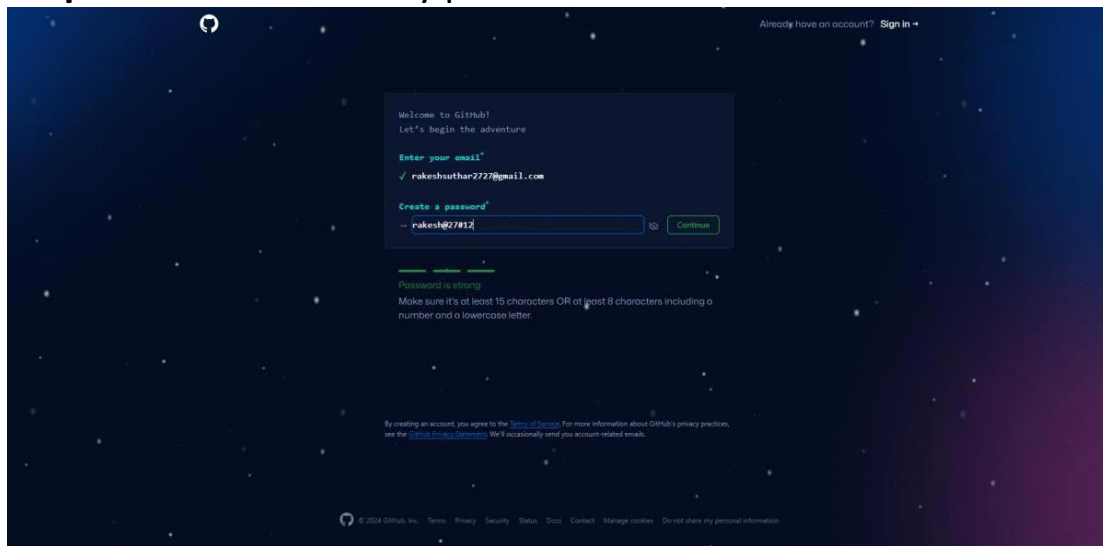 Already have an account? Sign in →
Welcome to GitHub!
Let's begin the adventure
Enter your email*
✓ rakeshsuthar2727@gmail.com
Create a password*
→ rakesh@27#12 Continue
Password is strong
Make sure it's at least 15 characters OR at least 8 characters including a
number and a lowercase letter.
By creating an account, you agree to the Terms of Service. For more information about GitHub's privacy practices,
see the GitHub Privacy Statement. We'll occasionally send you account-related emails.
© 2024 GitHub, Inc. Terms Privacy Security Status Docs Contact Manage cookies Do not share my personal information